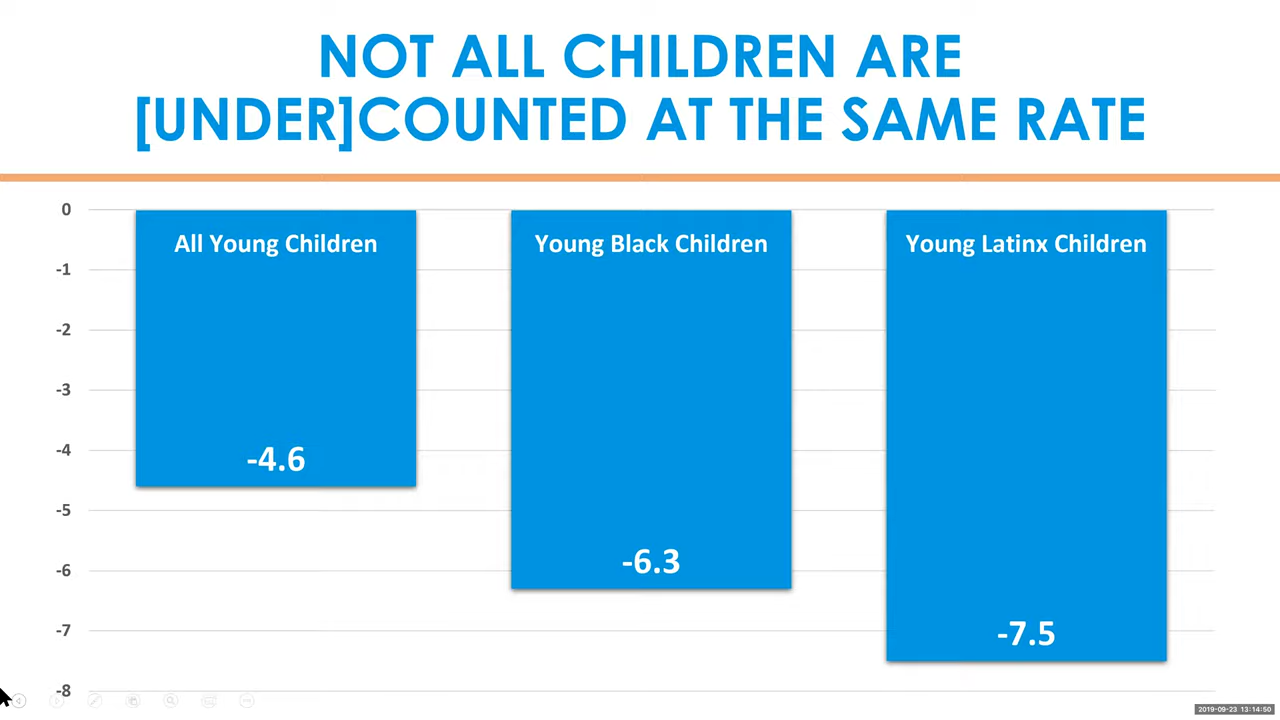 NOT ALL CHILDREN ARE
[UNDER]COUNTED AT THE SAME RATE
0
All Young Children
Young Black Children
Young Latinx Children
-1
-2
-3
-4
-4.6
-5
-6
-6.3
-7
-7.5
-8
2019-09-23 13:14:50